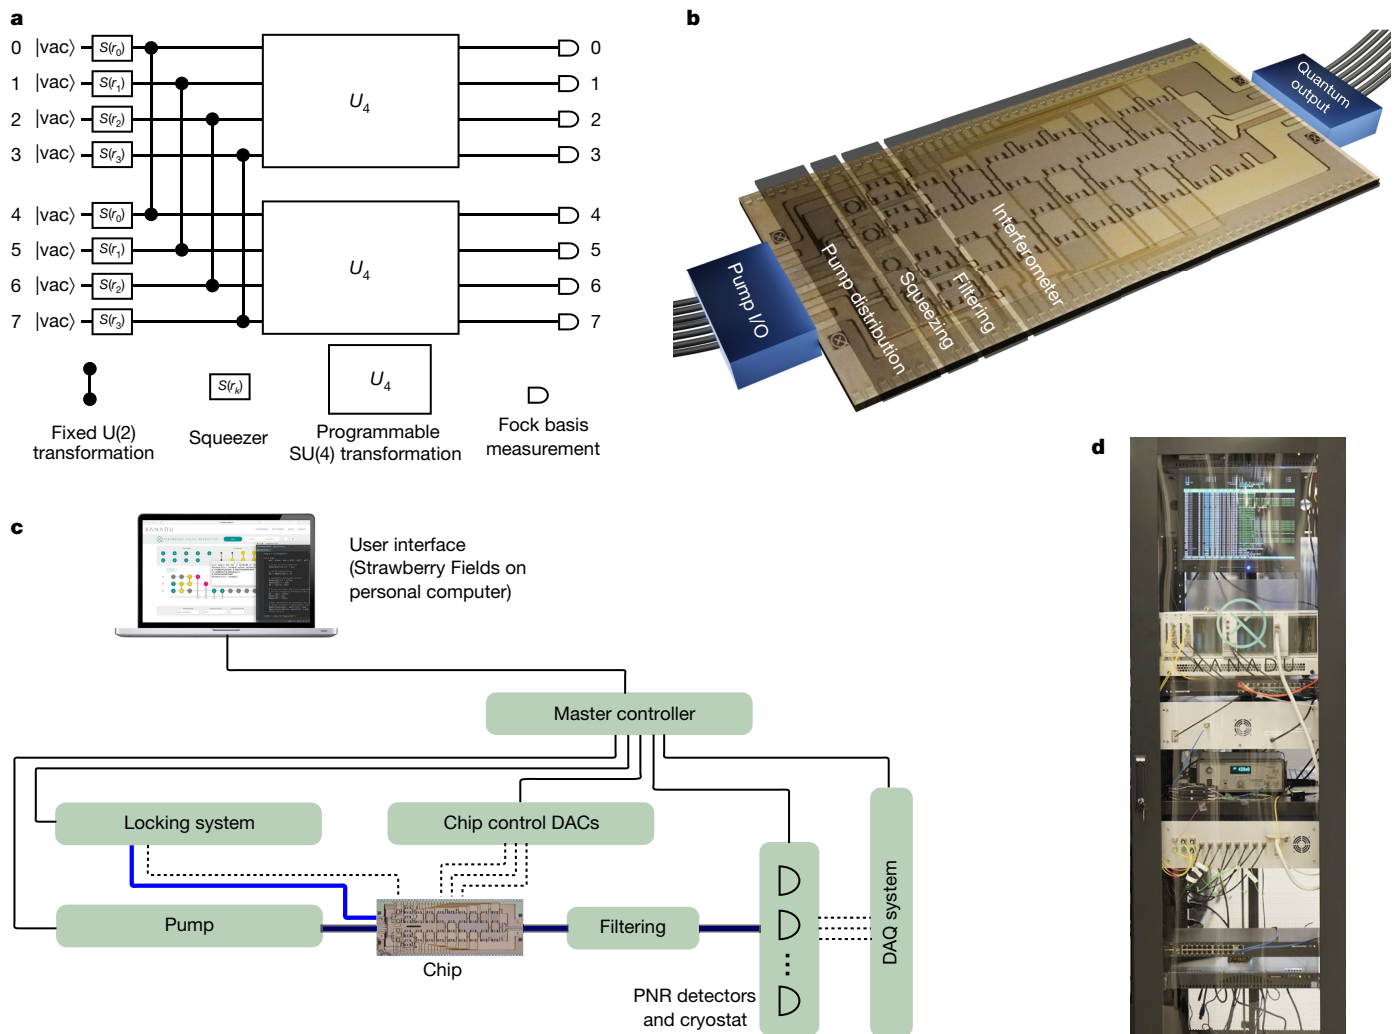 a
0 |vac⟩ S(r₀) 0
1 |vac⟩ S(r₁) 1
2 |vac⟩ S(r₂) 2
3 |vac⟩ S(r₃) 3
U₄
4 |vac⟩ S(r₀) 4
5 |vac⟩ S(r₁) 5
6 |vac⟩ S(r₂) 6
7 |vac⟩ S(r₃) 7
U₄
Fixed U(2)
transformation
S(rₖ)
Squeezer
U₄
Programmable
SU(4) transformation
Fock basis
measurement
b
Pump I/O
Pump distribution
Squeezing
Filtering
Interferometer
Quantum
output
c
XANADU
User interface
(Strawberry Fields on
personal computer)
Master controller
Locking system
Chip control DACs
Pump
Chip
Filtering
PNR detectors
and cryostat
DAQ system
d
XANADU